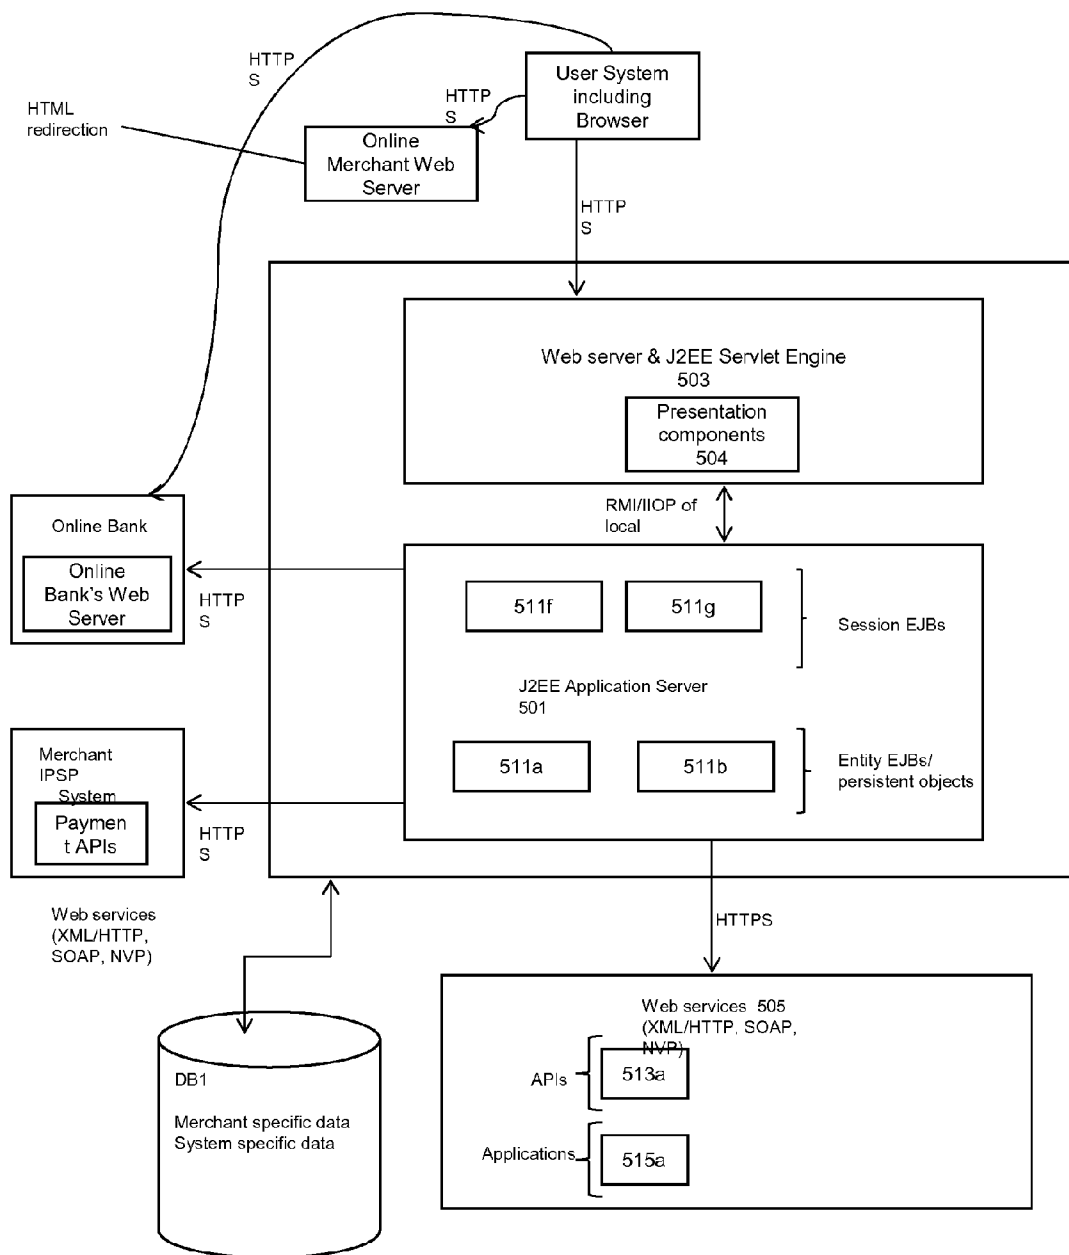 HTTP
S
User System
including
Browser
HTTP
S
HTML
redirection
Online
Merchant Web
Server
HTTP
S
Web server & J2EE Servlet Engine
503
Presentation
components
504
RMI/IIOP of
local
Online Bank
Online
Bank's Web
Server
HTTP
S
511f
511g
Session EJBs
J2EE Application Server
501
Merchant
IPSP
System
Paymen
t APIs
HTTP
S
511a
511b
Entity EJBs/
persistent objects
Web services
(XML/HTTP,
SOAP, NVP)
HTTPS
Web services 505
(XML/HTTP, SOAP,
NVP)
APIs
513a
Applications
515a
DB1
Merchant specific data
System specific data